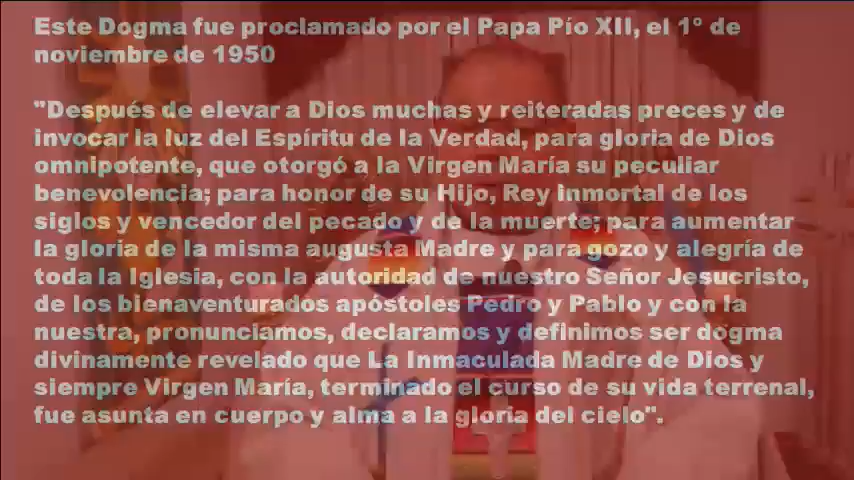 Este Dogma fue proclamado por el Papa Pío XII, el 1º de
noviembre de 1950
"Después de elevar a Dios muchas y reiteradas preces y de
invocar la luz del Espíritu de la Verdad, para gloria de Dios
omnipotente, que otorgó a la Virgen María su peculiar
benevolencia; para honor de su Hijo, Rey inmortal de los
siglos y vencedor del pecado y de la muerte; para aumentar
la gloria de la misma augusta Madre y para gozo y alegría de
toda la Iglesia, con la autoridad de nuestro Señor Jesucristo,
de los bienaventurados apóstoles Pedro y Pablo y con la
nuestra, pronunciamos, declaramos y definimos ser dogma
divinamente revelado que La Inmaculada Madre de Dios y
siempre Virgen María, terminado el curso de su vida terrenal,
fue asunta en cuerpo y alma a la gloria del cielo".